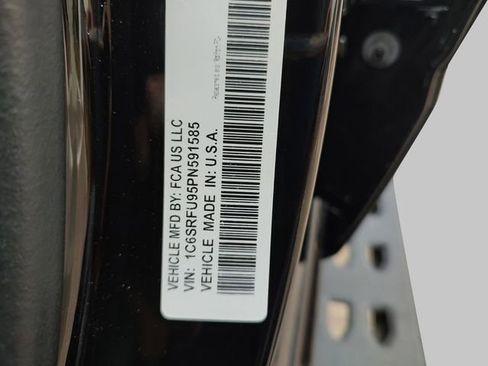 VEHICLE MFD BY: FCA US LLC
VIN: 1C6SRFU95PN591585
VEHICLE MADE IN: U.S.A.